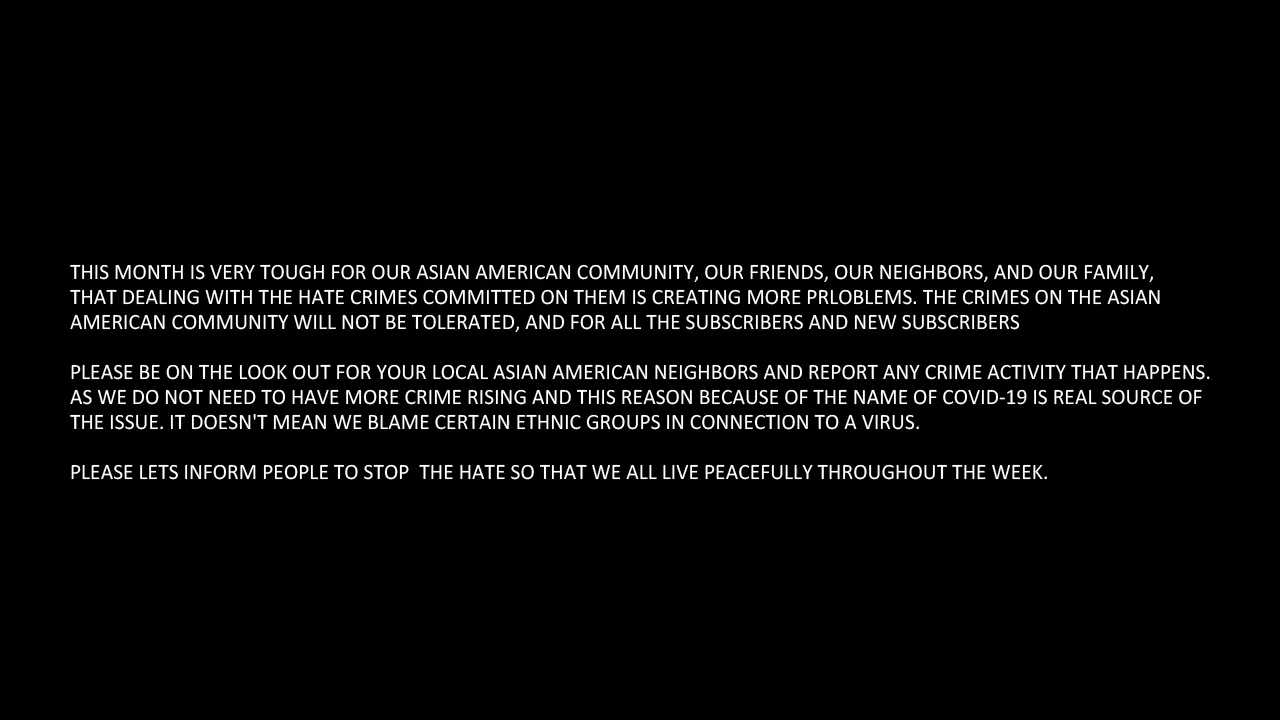 THIS MONTH IS VERY TOUGH FOR OUR ASIAN AMERICAN COMMUNITY, OUR FRIENDS, OUR NEIGHBORS, AND OUR FAMILY,
THAT DEALING WITH THE HATE CRIMES COMMITTED ON THEM IS CREATING MORE PRLOBLEMS. THE CRIMES ON THE ASIAN
AMERICAN COMMUNITY WILL NOT BE TOLERATED, AND FOR ALL THE SUBSCRIBERS AND NEW SUBSCRIBERS
PLEASE BE ON THE LOOK OUT FOR YOUR LOCAL ASIAN AMERICAN NEIGHBORS AND REPORT ANY CRIME ACTIVITY THAT HAPPENS.
AS WE DO NOT NEED TO HAVE MORE CRIME RISING AND THIS REASON BECAUSE OF THE NAME OF COVID-19 IS REAL SOURCE OF
THE ISSUE. IT DOESN'T MEAN WE BLAME CERTAIN ETHNIC GROUPS IN CONNECTION TO A VIRUS.
PLEASE LETS INFORM PEOPLE TO STOP  THE HATE SO THAT WE ALL LIVE PEACEFULLY THROUGHOUT THE WEEK.